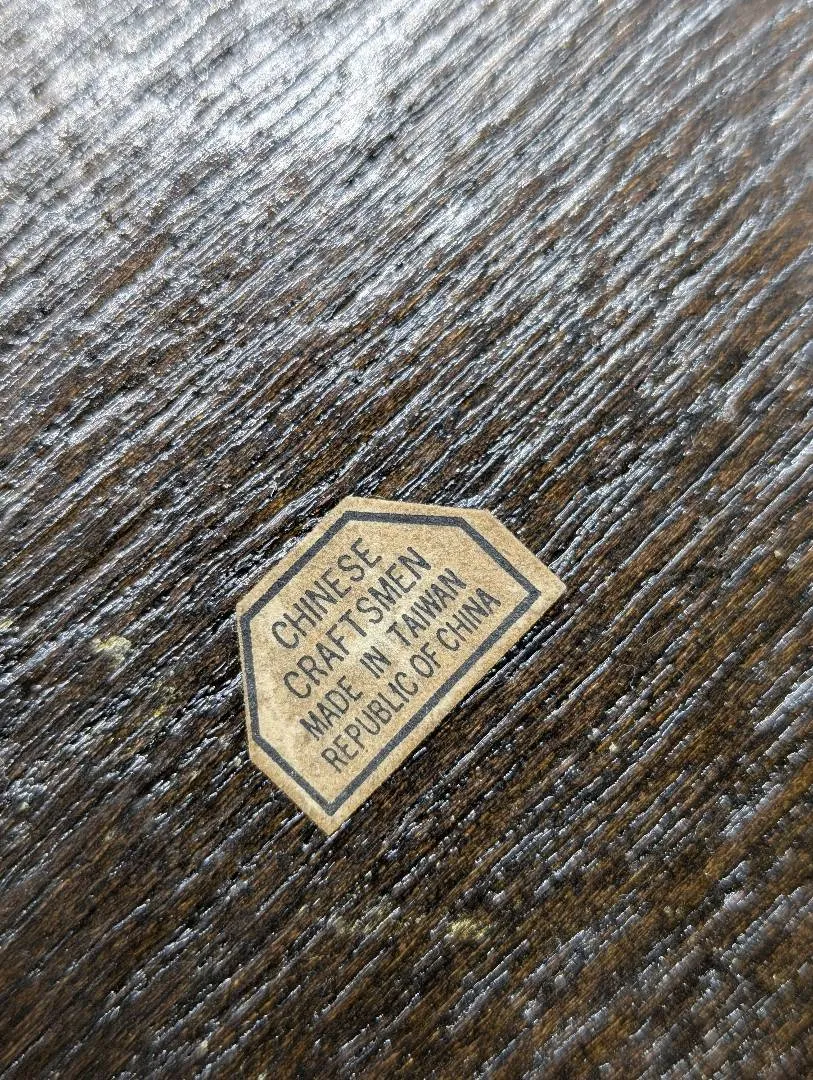 CHINESE
CRAFTSMEN
MADE IN TAIWAN
REPUBLIC OF CHINA